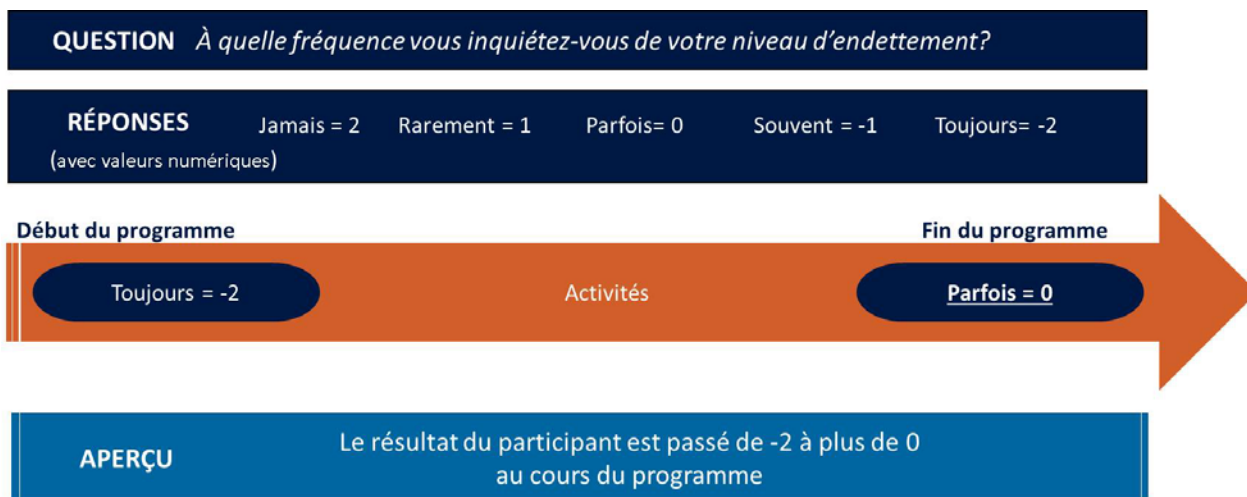 QUESTION À quelle fréquence vous inquiétez-vous de votre niveau d'endettement?
RÉPONSES Jamais = 2 Rarement = 1 Parfois= 0 Souvent = -1 Toujours= -2
(avec valeurs numériques)
Début du programme Fin du programme
Toujours = -2 Activités Parfois = 0
APERÇU Le résultat du participant est passé de -2 à plus de 0
au cours du programme